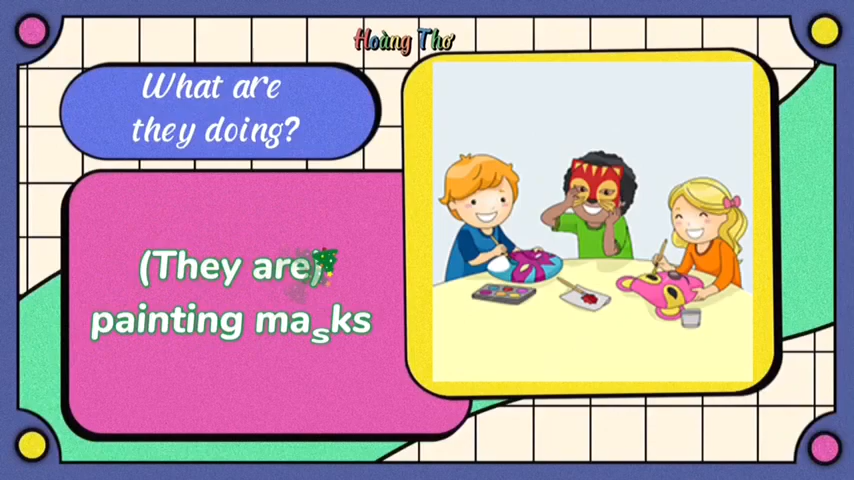 Hoàng Thơ
What are
they doing?
(They are)
painting masks